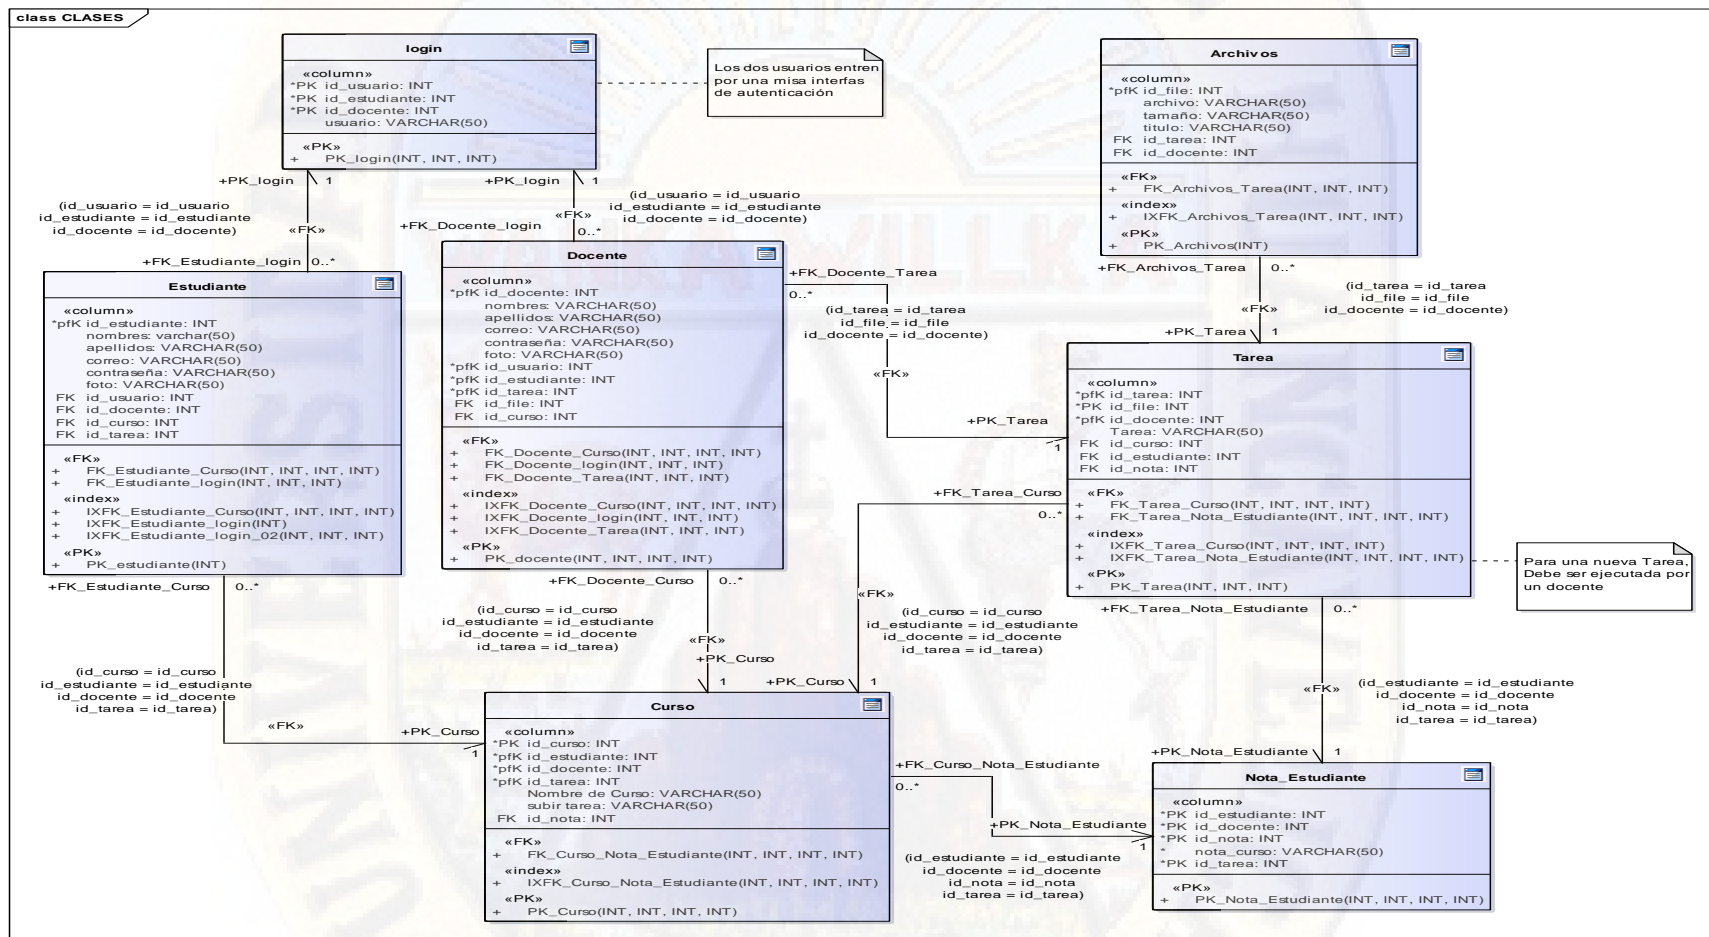 class CLASES
login
«column»
*PK id_usuario: INT
*PK id_estudiante: INT
*PK id_docente: INT
usuario: VARCHAR(50)
«PK»
+ PK_login(INT, INT, INT)
Los dos usuarios entren
por una misa interfas
de autenticación
Archivos
«column»
*pfK id_file: INT
archivo: VARCHAR(50)
tamaño: VARCHAR(50)
titulo: VARCHAR(50)
FK id_tarea: INT
FK id_docente: INT
«FK»
+ FK_Archivos_Tarea(INT, INT, INT)
«index»
+ IXFK_Archivos_Tarea(INT, INT, INT)
«PK»
+ PK_Archivos(INT)
+PK_login 1
(id_usuario = id_usuario
id_estudiante = id_estudiante
id_docente = id_docente)
«FK»
+FK_Estudiante_login 0..*
+PK_login 1
(id_usuario = id_usuario
id_estudiante = id_estudiante
id_docente = id_docente)
«FK»
+FK_Docente_login
0..*
Estudiante
«column»
*pfK id_estudiante: INT
nombres: varchar(50)
apellidos: VARCHAR(50)
correo: VARCHAR(50)
contraseña: VARCHAR(50)
foto: VARCHAR(50)
FK id_usuario: INT
FK id_docente: INT
FK id_curso: INT
FK id_tarea: INT
«FK»
+ FK_Estudiante_Curso(INT, INT, INT, INT)
+ FK_Estudiante_login(INT, INT, INT)
«index»
+ IXFK_Estudiante_Curso(INT, INT, INT, INT)
+ IXFK_Estudiante_login(INT)
+ IXFK_Estudiante_login_02(INT, INT, INT)
«PK»
+ PK_estudiante(INT)
Docente
«column»
*pfK id_docente: INT
nombres: VARCHAR(50)
apellidos: VARCHAR(50)
correo: VARCHAR(50)
contraseña: VARCHAR(50)
foto: VARCHAR(50)
*pfK id_usuario: INT
*pfK id_estudiante: INT
*pfK id_tarea: INT
FK id_file: INT
FK id_curso: INT
«FK»
+ FK_Docente_Curso(INT, INT, INT, INT)
+ FK_Docente_login(INT, INT, INT)
+ FK_Docente_Tarea(INT, INT, INT)
«index»
+ IXFK_Docente_Curso(INT, INT, INT, INT)
+ IXFK_Docente_login(INT, INT, INT)
+ IXFK_Docente_Tarea(INT, INT, INT)
«PK»
+ PK_docente(INT, INT, INT, INT)
+FK_Docente_Tarea
0..*
(id_tarea = id_tarea
id_file = id_file
id_docente = id_docente)
«FK»
+PK_Tarea
1
+FK_Archivos_Tarea 0..*
(id_tarea = id_tarea
id_file = id_file
id_docente = id_docente)
«FK»
+PK_Tarea 1
Tarea
«column»
*pfK id_tarea: INT
*PK id_file: INT
*pfK id_docente: INT
Tarea: VARCHAR(50)
FK id_curso: INT
FK id_estudiante: INT
FK id_nota: INT
«FK»
+ FK_Tarea_Curso(INT, INT, INT, INT)
+ FK_Tarea_Nota_Estudiante(INT, INT, INT, INT)
«index»
+ IXFK_Tarea_Curso(INT, INT, INT, INT)
+ IXFK_Tarea_Nota_Estudiante(INT, INT, INT, INT)
«PK»
+ PK_Tarea(INT, INT, INT)
Para una nueva Tarea,
Debe ser ejecutada por
un docente
+FK_Estudiante_Curso 0..*
(id_curso = id_curso
id_estudiante = id_estudiante
id_docente = id_docente
id_tarea = id_tarea)
«FK»
+PK_Curso
1
+FK_Docente_Curso 0..*
(id_curso = id_curso
id_estudiante = id_estudiante
id_docente = id_docente
id_tarea = id_tarea)
«FK»
+PK_Curso
1
+FK_Tarea_Curso
0..*
«FK»
(id_curso = id_curso
id_estudiante = id_estudiante
id_docente = id_docente
id_tarea = id_tarea)
+PK_Curso 1
+FK_Tarea_Nota_Estudiante 0..*
«FK»
(id_estudiante = id_estudiante
id_docente = id_docente
id_nota = id_nota
id_tarea = id_tarea)
+PK_Nota_Estudiante 1
Curso
«column»
*PK id_curso: INT
*pfK id_estudiante: INT
*pfK id_docente: INT
*pfK id_tarea: INT
Nombre de Curso: VARCHAR(50)
subir tarea: VARCHAR(50)
FK id_nota: INT
«FK»
+ FK_Curso_Nota_Estudiante(INT, INT, INT, INT)
«index»
+ IXFK_Curso_Nota_Estudiante(INT, INT, INT, INT)
«PK»
+ PK_Curso(INT, INT, INT, INT)
+FK_Curso_Nota_Estudiante
0..*
+PK_Nota_Estudiante
1
(id_estudiante = id_estudiante
id_docente = id_docente
id_nota = id_nota
id_tarea = id_tarea)
Nota_Estudiante
«column»
*PK id_estudiante: INT
*PK id_docente: INT
*PK id_nota: INT
* nota_curso: VARCHAR(50)
*PK id_tarea: INT
«PK»
+ PK_Nota_Estudiante(INT, INT, INT, INT)